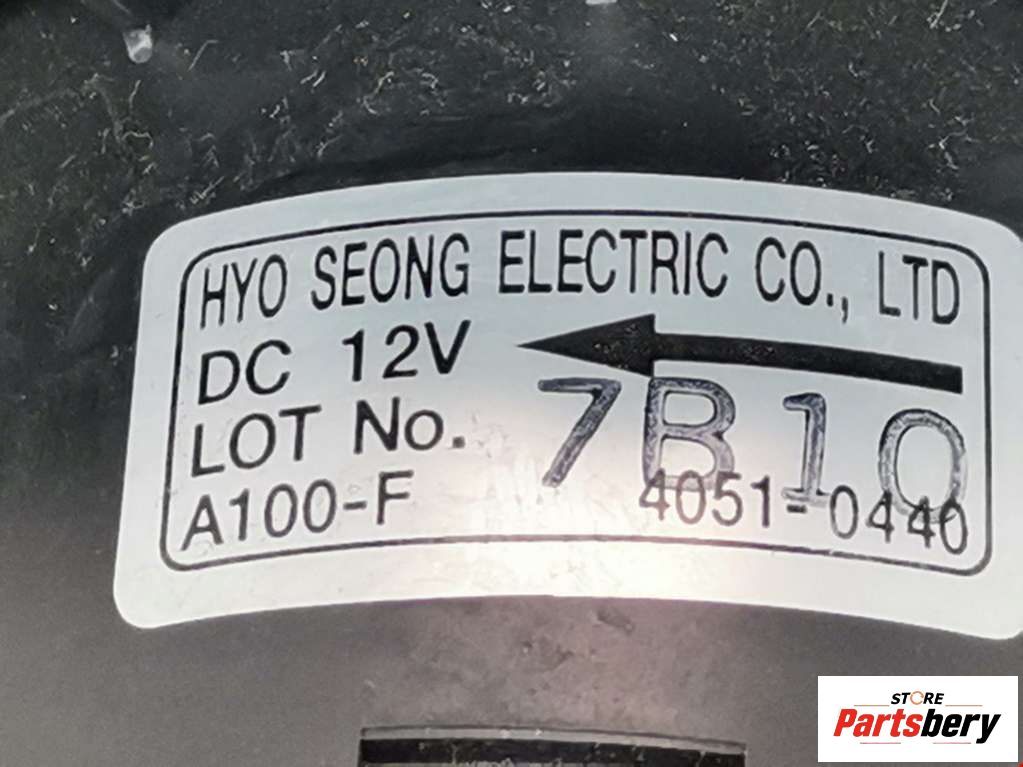 HYO SEONG ELECTRIC CO., LTD
DC 12V
LOT No. 7B10
A100-F 4051-0440
STORE
Partsbery